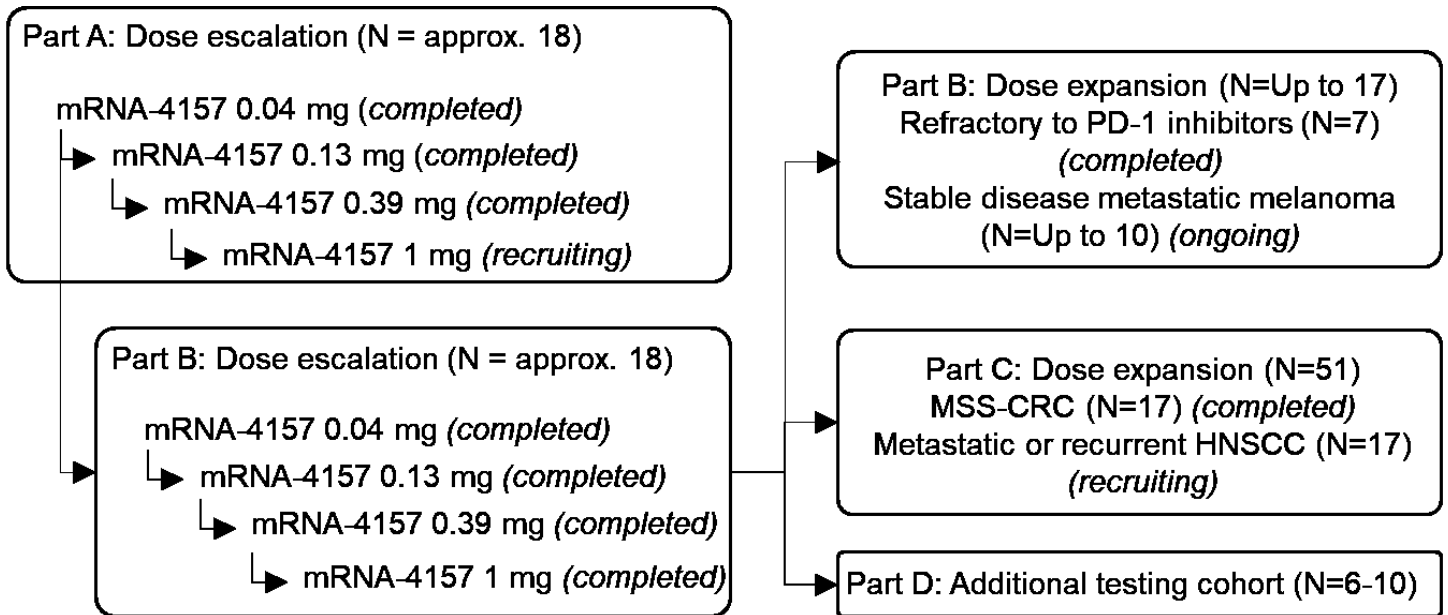 Part A: Dose escalation (N = approx. 18)
mRNA-4157 0.04 mg (completed)
mRNA-4157 0.13 mg (completed)
mRNA-4157 0.39 mg (completed)
mRNA-4157 1 mg (recruiting)
Part B: Dose escalation (N = approx. 18)
mRNA-4157 0.04 mg (completed)
mRNA-4157 0.13 mg (completed)
mRNA-4157 0.39 mg (completed)
mRNA-4157 1 mg (completed)
Part B: Dose expansion (N=Up to 17)
Refractory to PD-1 inhibitors (N=7)
(completed)
Stable disease metastatic melanoma
(N=Up to 10) (ongoing)
Part C: Dose expansion (N=51)
MSS-CRC (N=17) (completed)
Metastatic or recurrent HNSCC (N=17)
(recruiting)
Part D: Additional testing cohort (N=6-10)